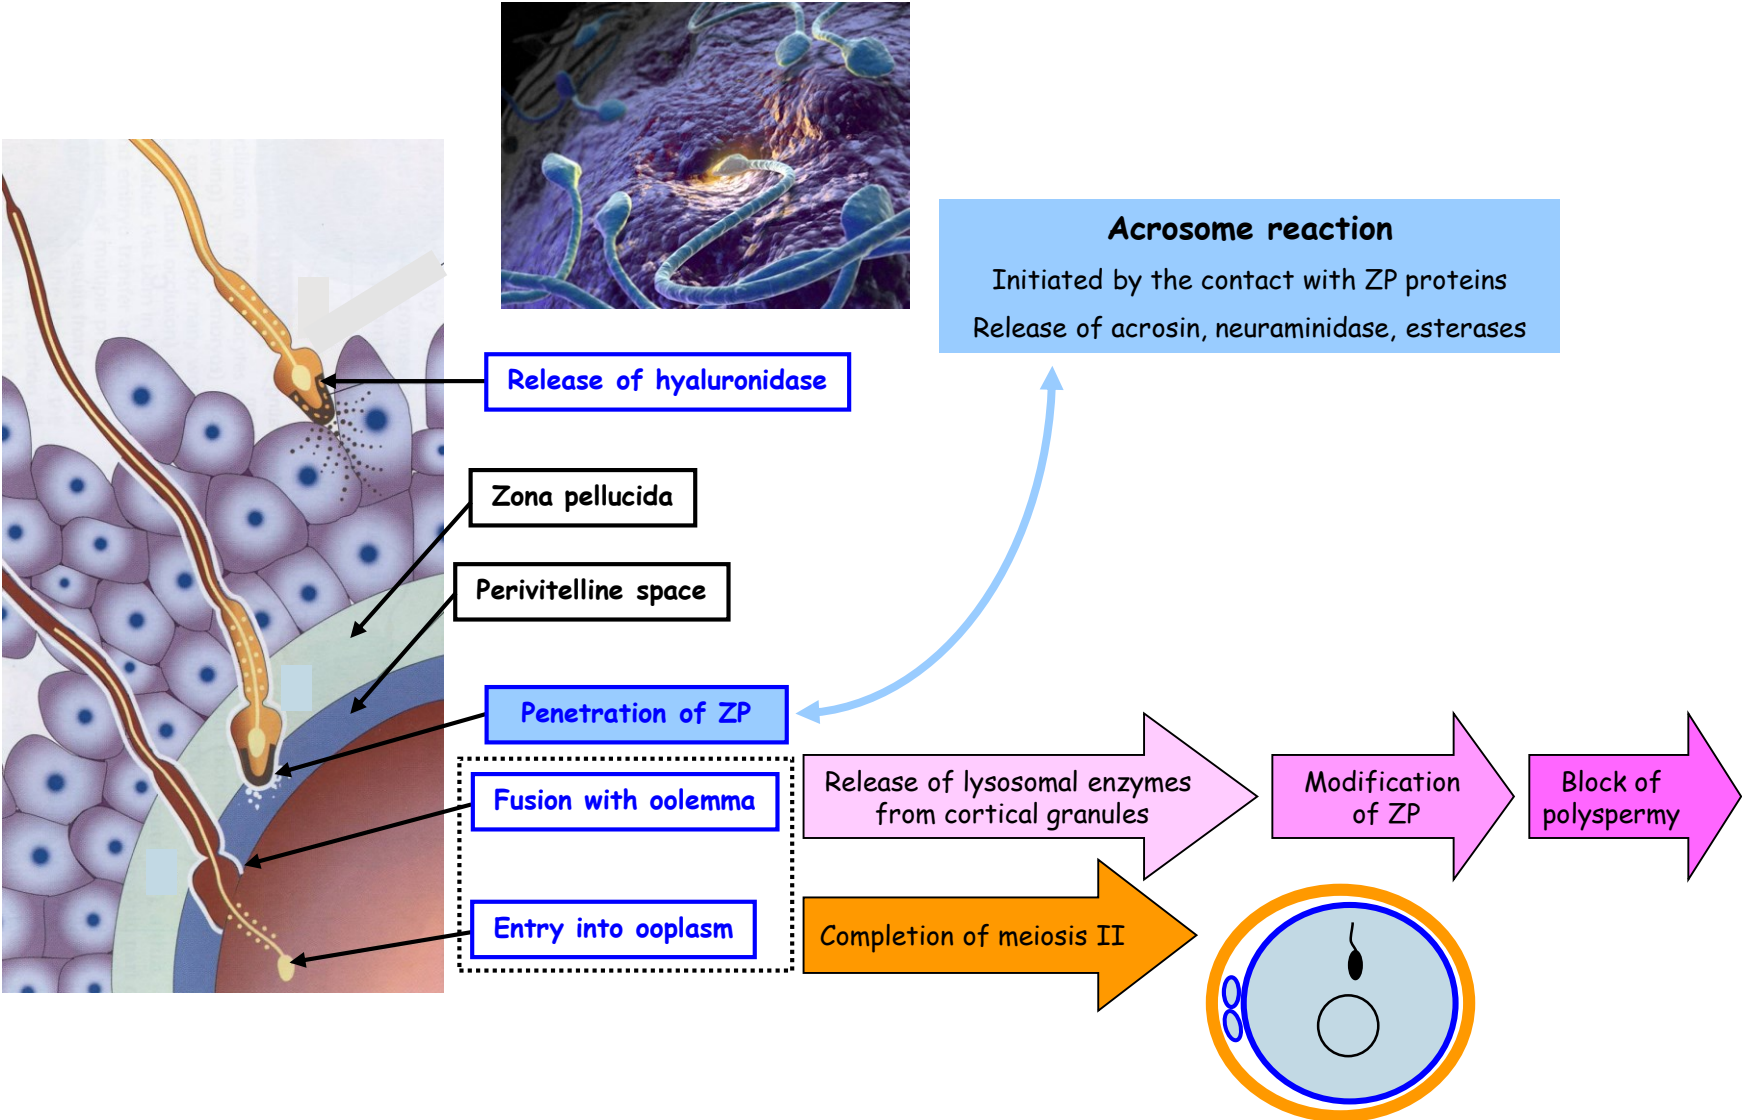 Acrosome reaction
Initiated by the contact with ZP proteins
Release of acrosin, neuraminidase, esterases
Release of hyaluronidase
Zona pellucida
Perivitelline space
Penetration of ZP
Fusion with oolemma
Entry into ooplasm
Release of lysosomal enzymes
from cortical granules
Modification
of ZP
Block of
polyspermy
Completion of meiosis II